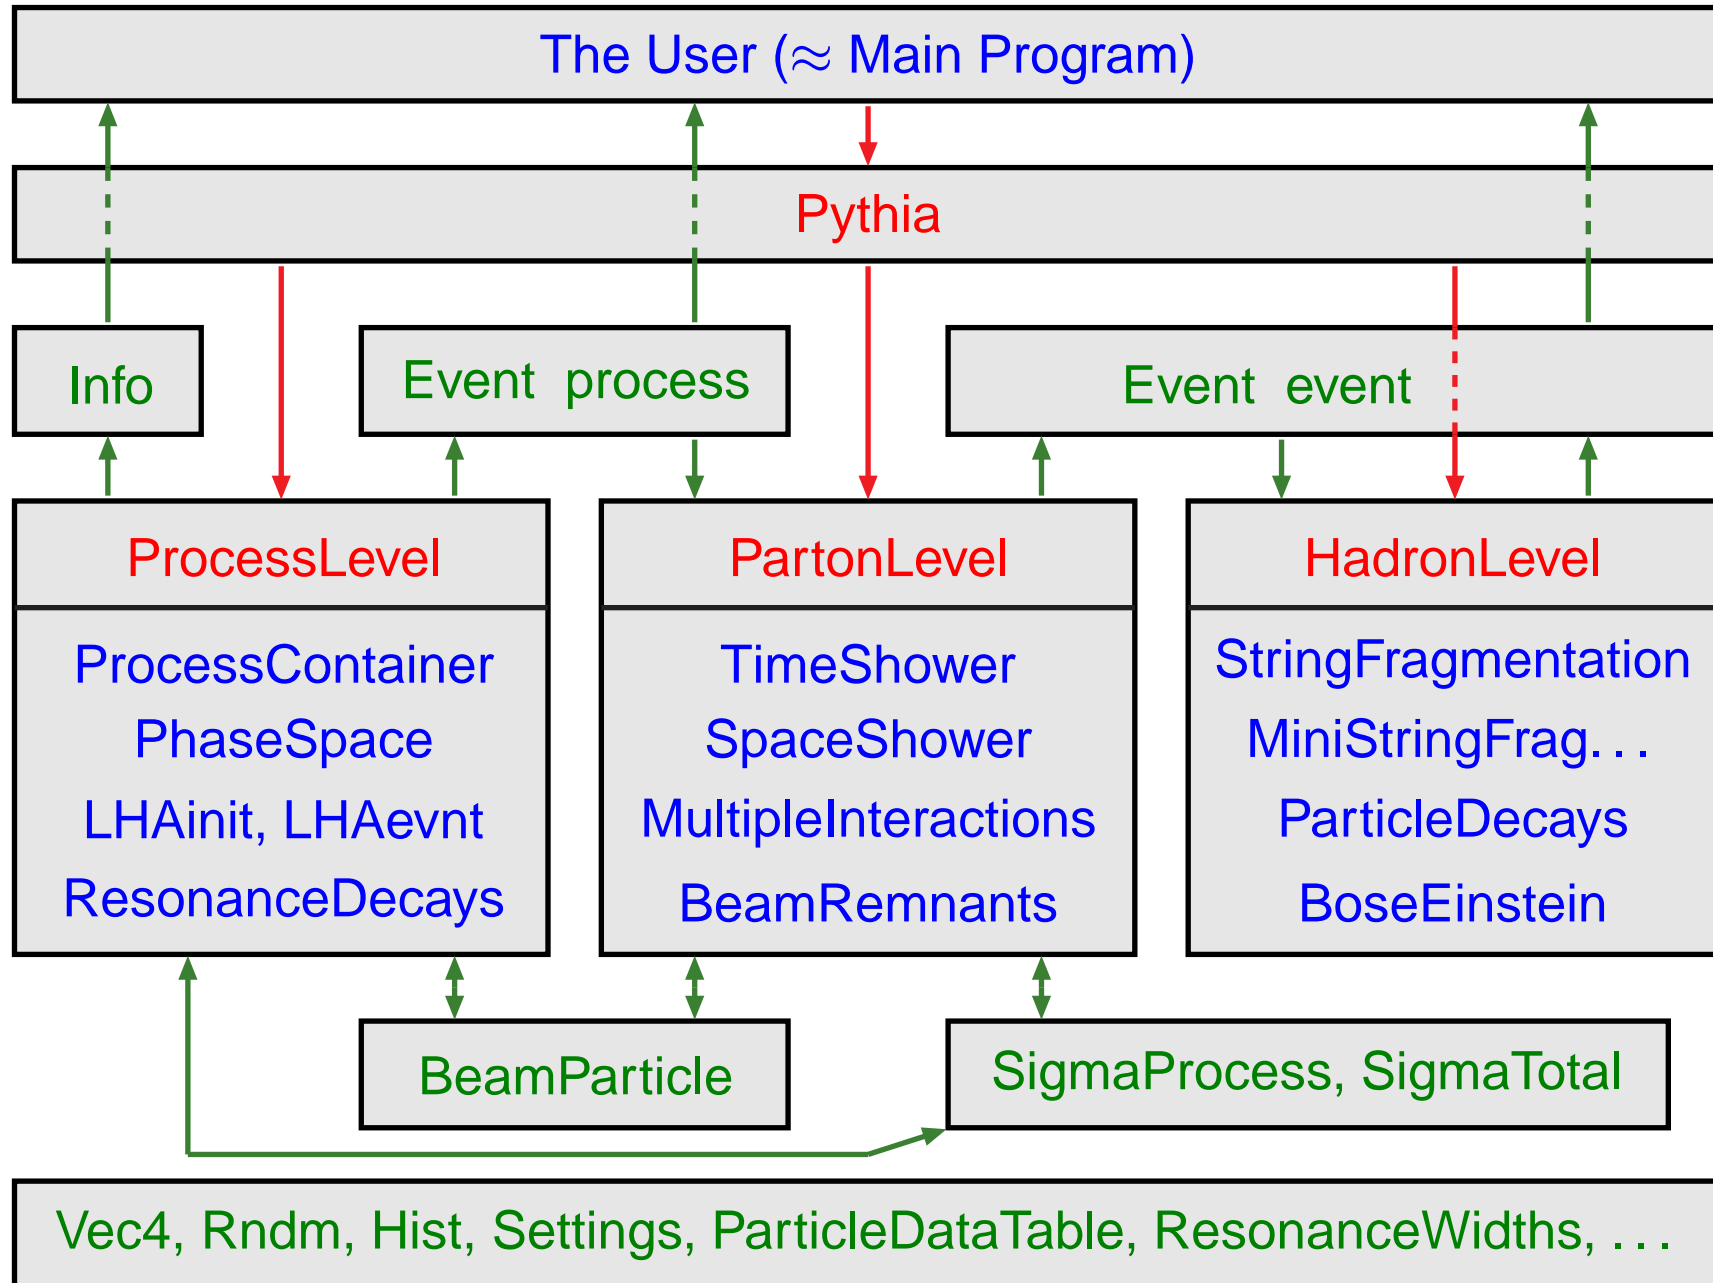 The User (≈ Main Program)
Pythia
Info
Event process
Event event
ProcessLevel
ProcessContainer
PhaseSpace
LHAinit, LHAevnt
ResonanceDecays
PartonLevel
TimeShower
SpaceShower
MultipleInteractions
BeamRemnants
HadronLevel
StringFragmentation
MiniStringFrag...
ParticleDecays
BoseEinstein
BeamParticle
SigmaProcess, SigmaTotal
Vec4, Rndm, Hist, Settings, ParticleDataTable, ResonanceWidths, ...